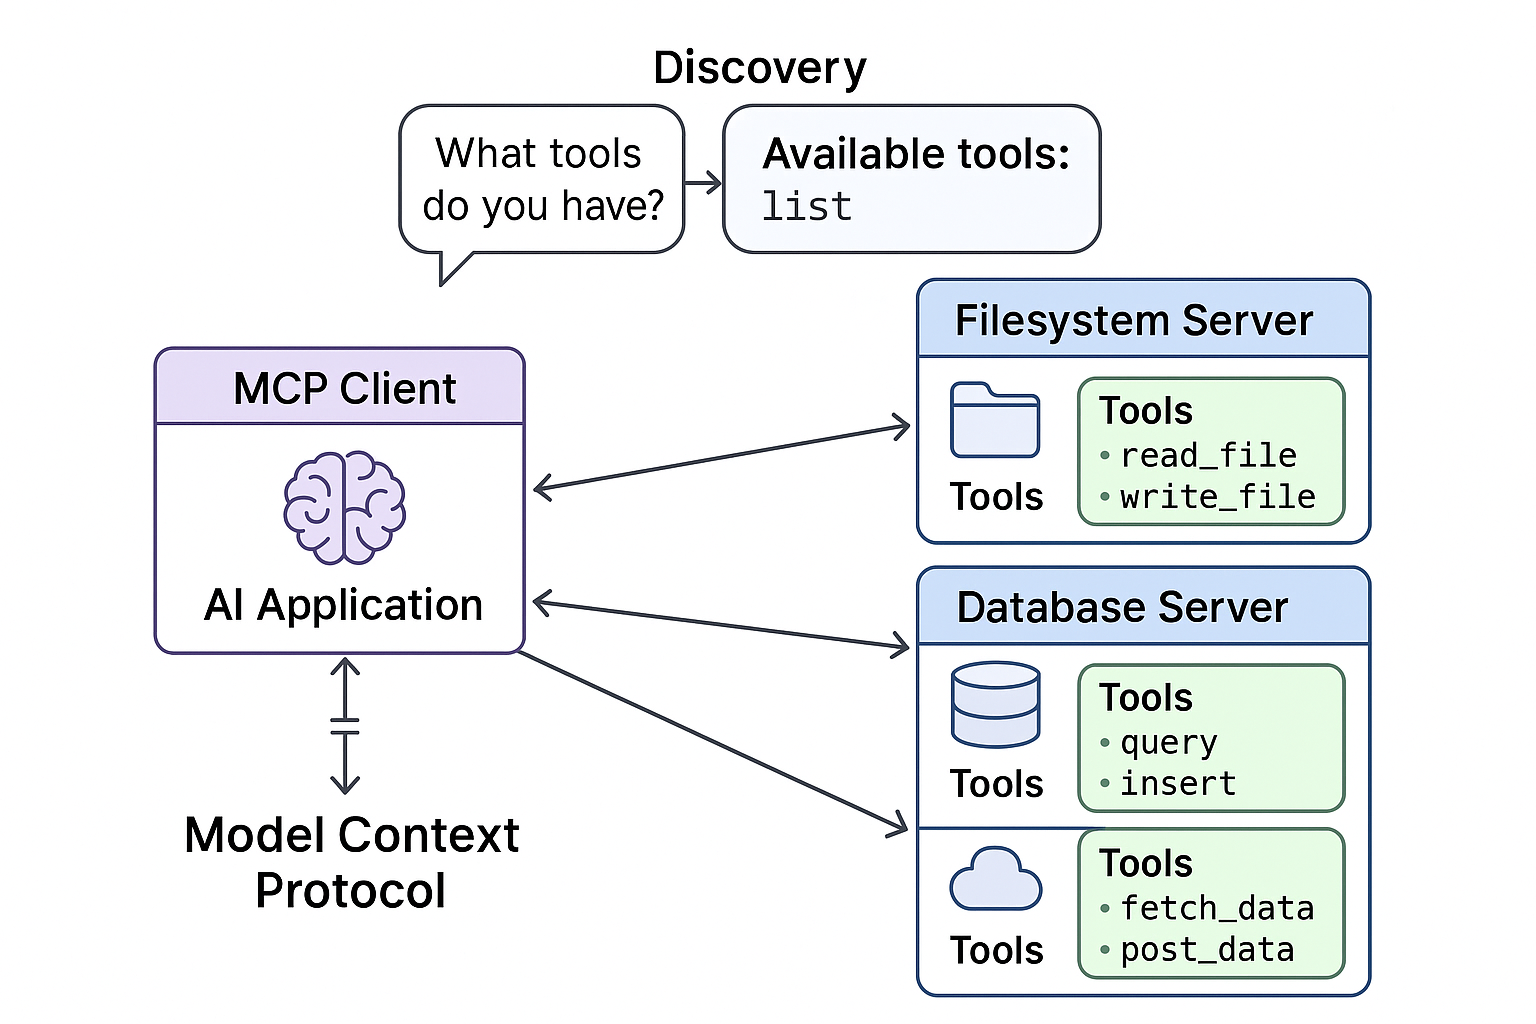 Discovery
What tools
do you have?
Available tools:
list
MCP Client
AI Application
Model Context
Protocol
Filesystem Server
Tools
Tools
• read_file
• write_file
Database Server
Tools
Tools
• query
• insert
Tools
Tools
• fetch_data
• post_data